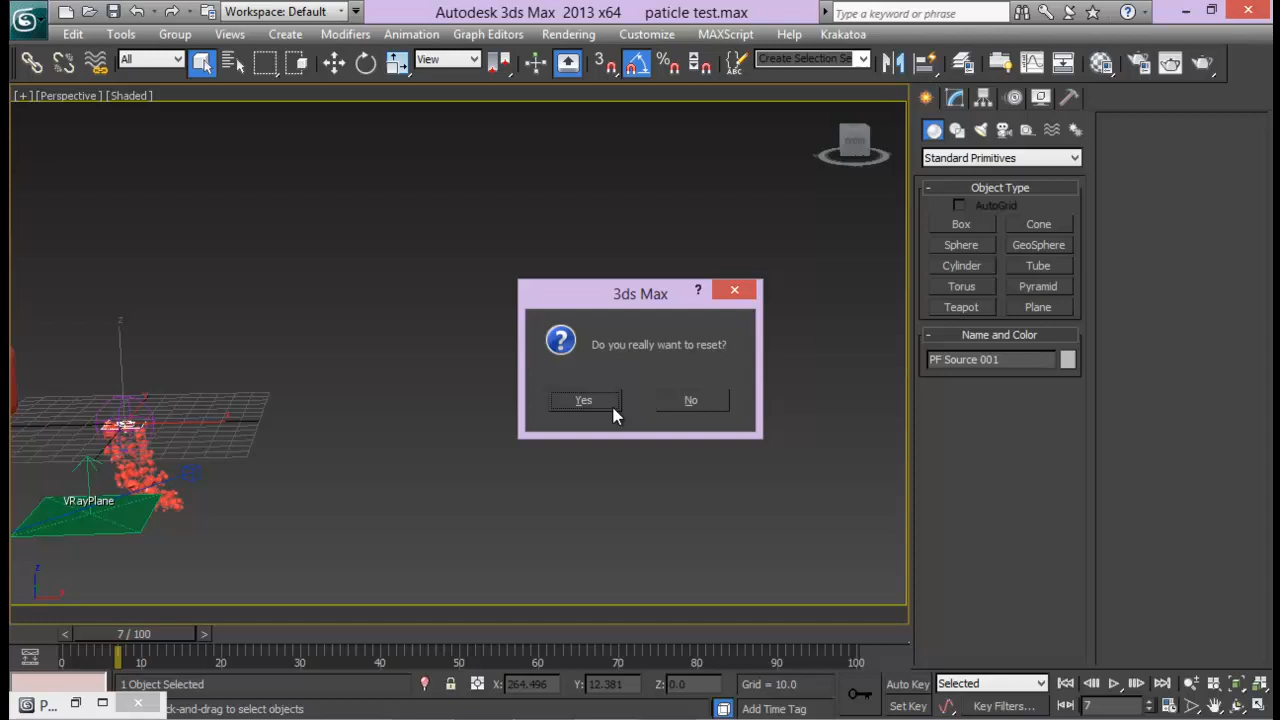 Workspace: Default
Autodesk 3ds Max 2013 x64 paticle test.max
Type a keyword or phrase
Edit Tools Group Views Create Modifiers Animation Graph Editors Rendering Customize MAXScript Help Krakatoa
All
View
3
Create Selection Se
[ + ] [Perspective ] [Shaded ]
Standard Primitives
- Object Type
AutoGrid
Box Cone
Sphere GeoSphere
Cylinder Tube
Torus Pyramid
Teapot Plane
- Name and Color
PF Source 001
3ds Max ?
Do you really want to reset?
Yes No
z
x
VRayPlane
z
x
< 7 / 100 >
0 10 20 30 40 50 60 70 80 90 100
1 Object Selected X: 264.496 Y: 12.381 Z: 0.0 Grid = 10.0 Auto Key Selected
P... ck-and-drag to select objects Add Time Tag Set Key Key Filters... 7